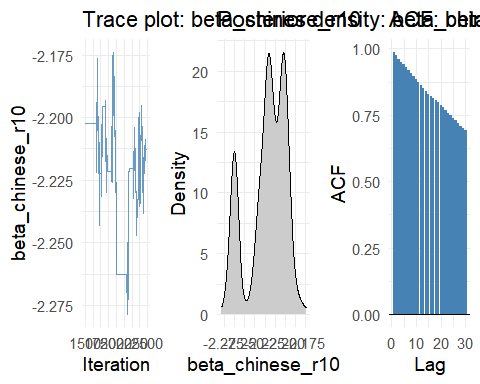 Trace plot: beta_chinese_r10
Posterior density: beta_chinese_r10
ACF: beta_chinese_r10
beta_chinese_r10
-2.175
-2.200
-2.225
-2.250
-2.275
Iteration
Density
20
15
10
5
0
beta_chinese_r10
ACF
1.00
0.75
0.50
0.25
0.00
0 10 20 30
Lag